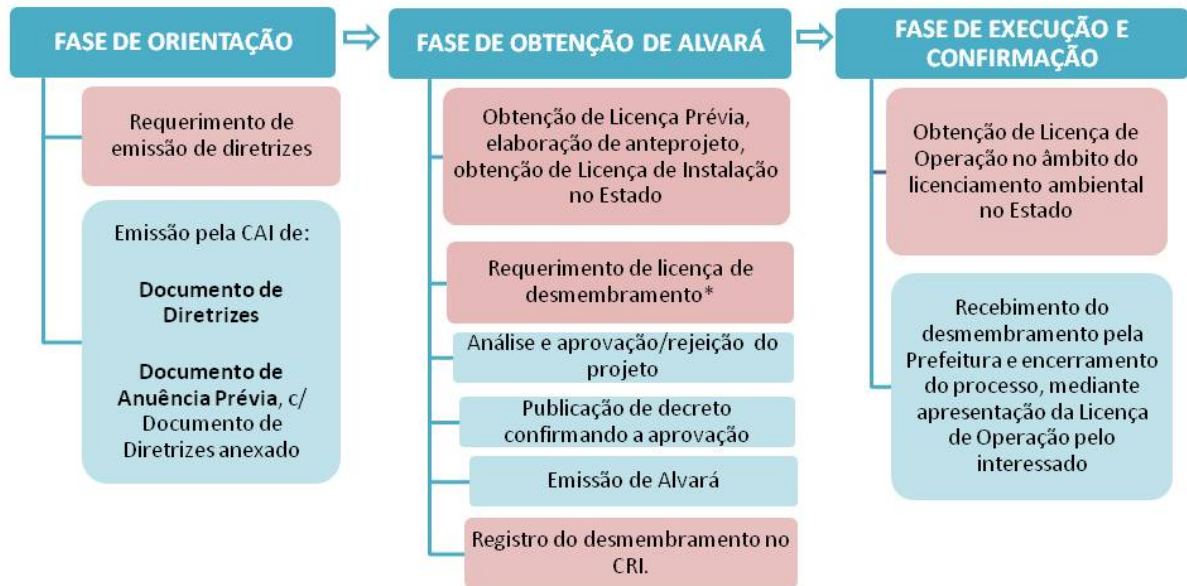 FASE DE ORIENTAÇÃO
Requerimento de
emissão de diretrizes
Emissão pela CAI de:
Documento de
Diretrizes
Documento de
Anuência Prévia, c/
Documento de
Diretrizes anexado
FASE DE OBTENÇÃO DE ALVARÁ
Obtenção de Licença Prévia,
elaboração de anteprojeto,
obtenção de Licença de Instalação
no Estado
Requerimento de licença de
desmembramento*
Análise e aprovação/rejeição do
projeto
Publicação de decreto
confirmando a aprovação
Emissão de Alvará
Registro do desmembramento no
CRI.
FASE DE EXECUÇÃO E
CONFIRMAÇÃO
Obtenção de Licença de
Operação no âmbito do
licenciamento ambiental
no Estado
Recebimento do
desmembramento pela
Prefeitura e encerramento
do processo, mediante
apresentação da Licença
de Operação pelo
interessado